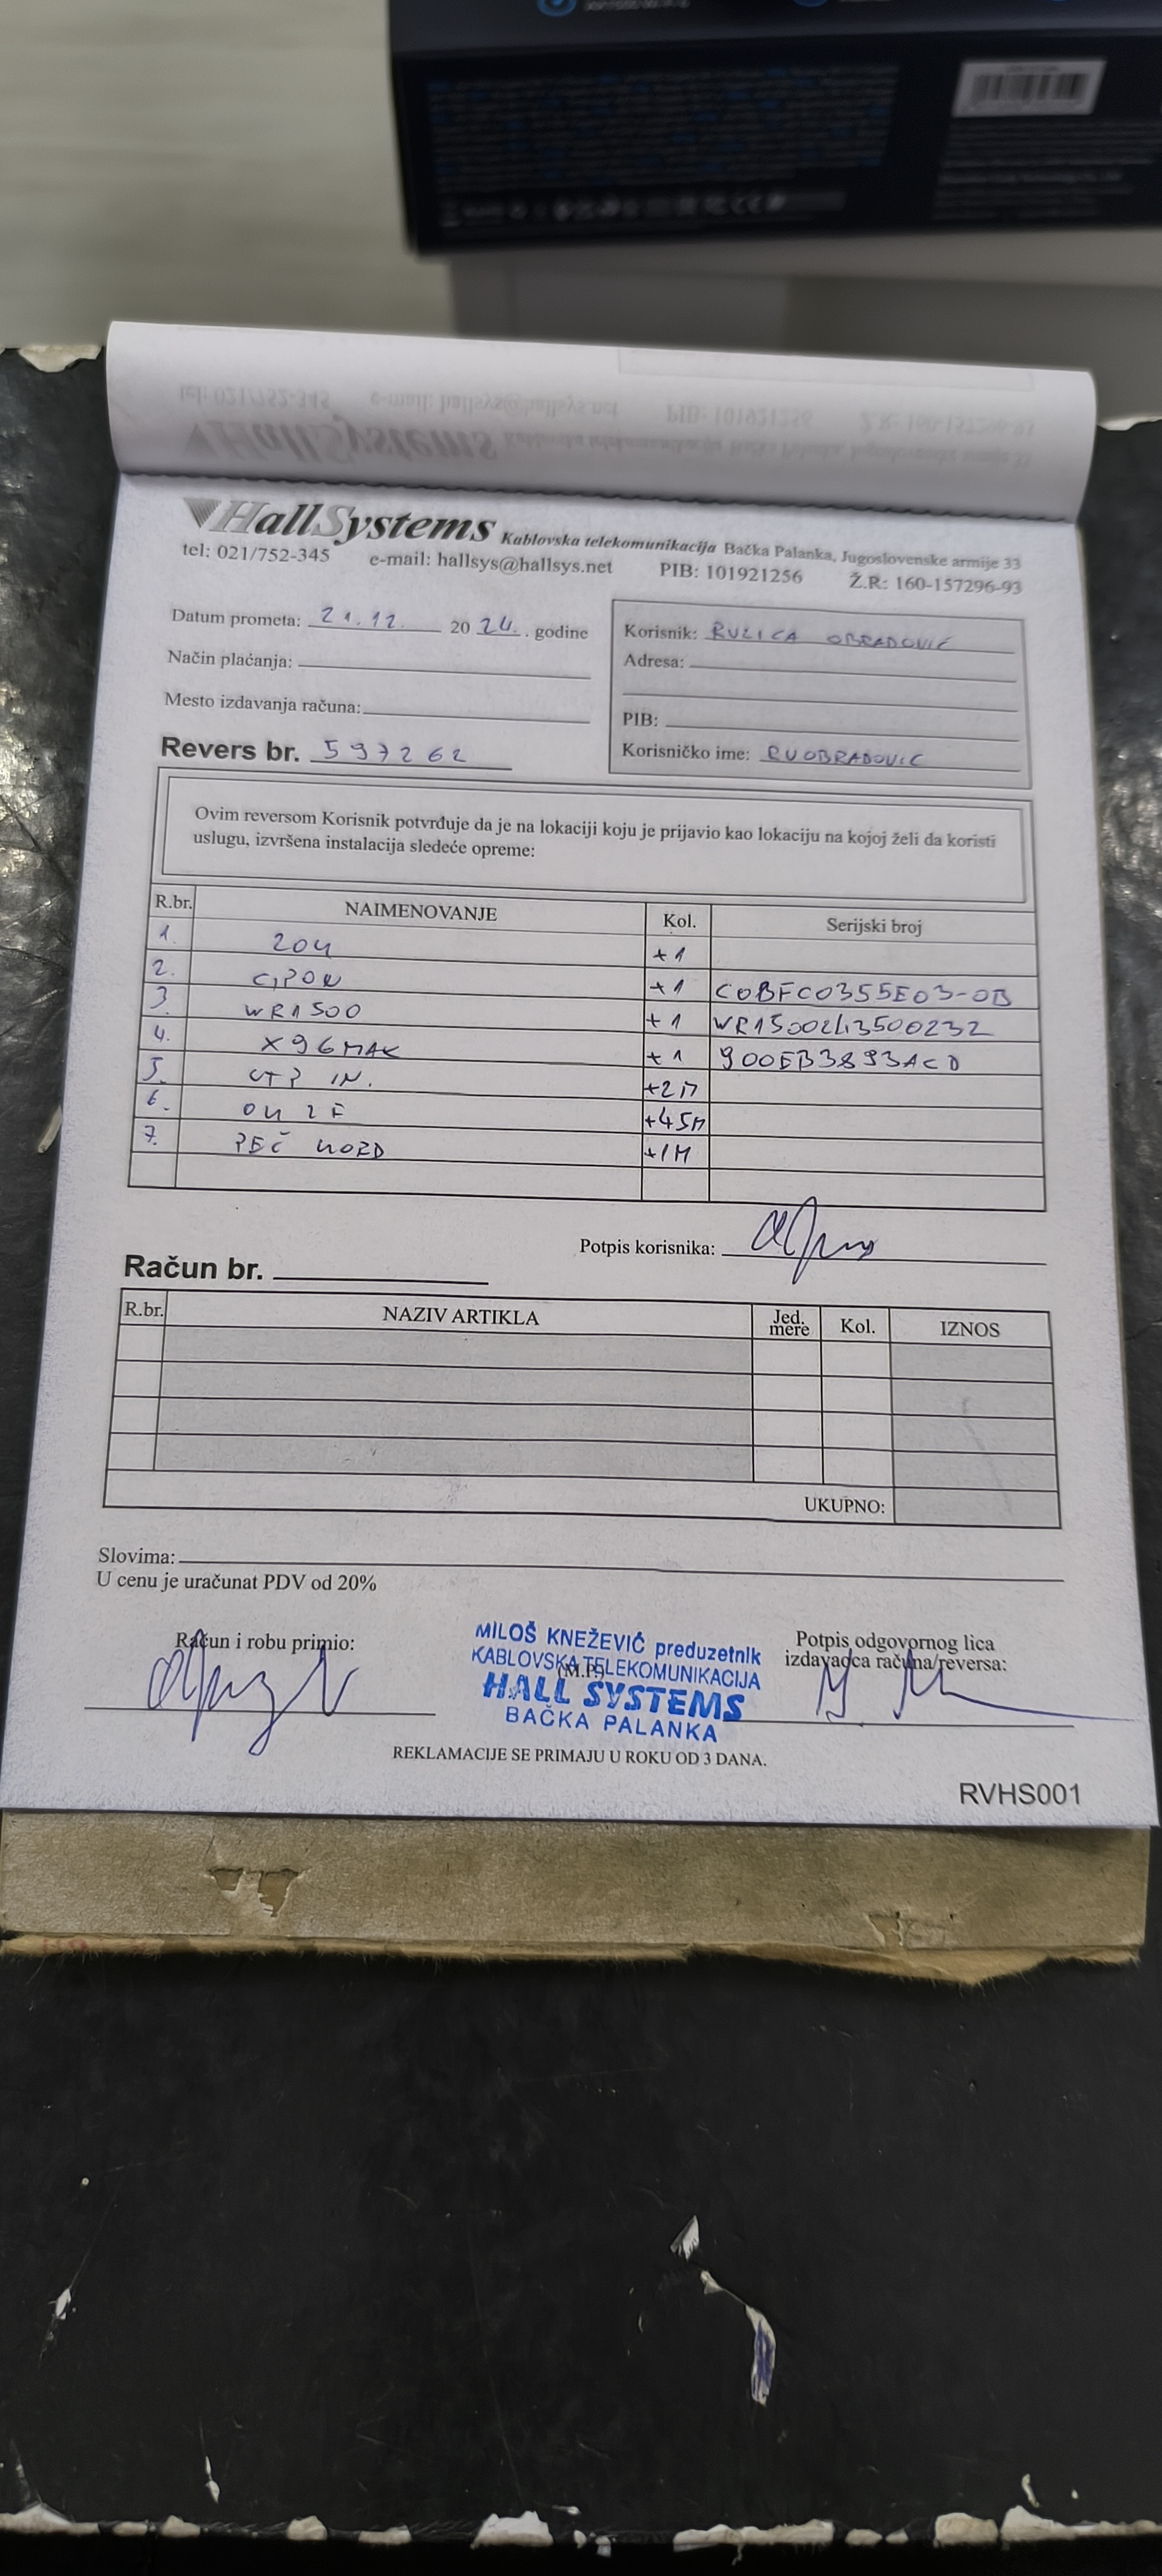 HallSystems Kablovska telekomunikacija Bačka Palanka, Jugoslovenske armije 33
tel: 021/752-345 e-mail: hallsys@hallsys.net PIB: 101921256 Ž.R: 160-157296-93
Datum prometa: 21.12. 2024. godine
Način plaćanja:
Mesto izdavanja računa:
Revers br. 597262
Korisnik: RUZICA OBRADOVIĆ
Adresa:
PIB:
Korisničko ime: RUOBRADOVIC
Ovim reversom Korisnik potvrđuje da je na lokaciji koju je prijavio kao lokaciju na kojoj želi da koristi
uslugu, izvršena instalacija sledeće opreme:
R.br. NAIMENOVANJE Kol. Serijski broj
1. ZOK +1
2. GPON +1 C0BFC0355E03-0B
3. WR1500 +1 WR15002413500232
4. X96MAX +1 900EB3893ACD
5. UTP IN. +2M
6. OK 2F +45M
7. PEČ KORD +1M
Potpis korisnika:
Račun br.
R.br. NAZIV ARTIKLA Jed. mere Kol. IZNOS
UKUPNO:
Slovima:
U cenu je uračunat PDV od 20%
Račun i robu primio:
MILOŠ KNEŽEVIĆ preduzetnik
KABLOVSKA TELEKOMUNIKACIJA
(M.P.)
HALL SYSTEMS
BAČKA PALANKA
Potpis odgovornog lica
izdavaoca računa/reversa:
REKLAMACIJE SE PRIMAJU U ROKU OD 3 DANA.
RVHS001